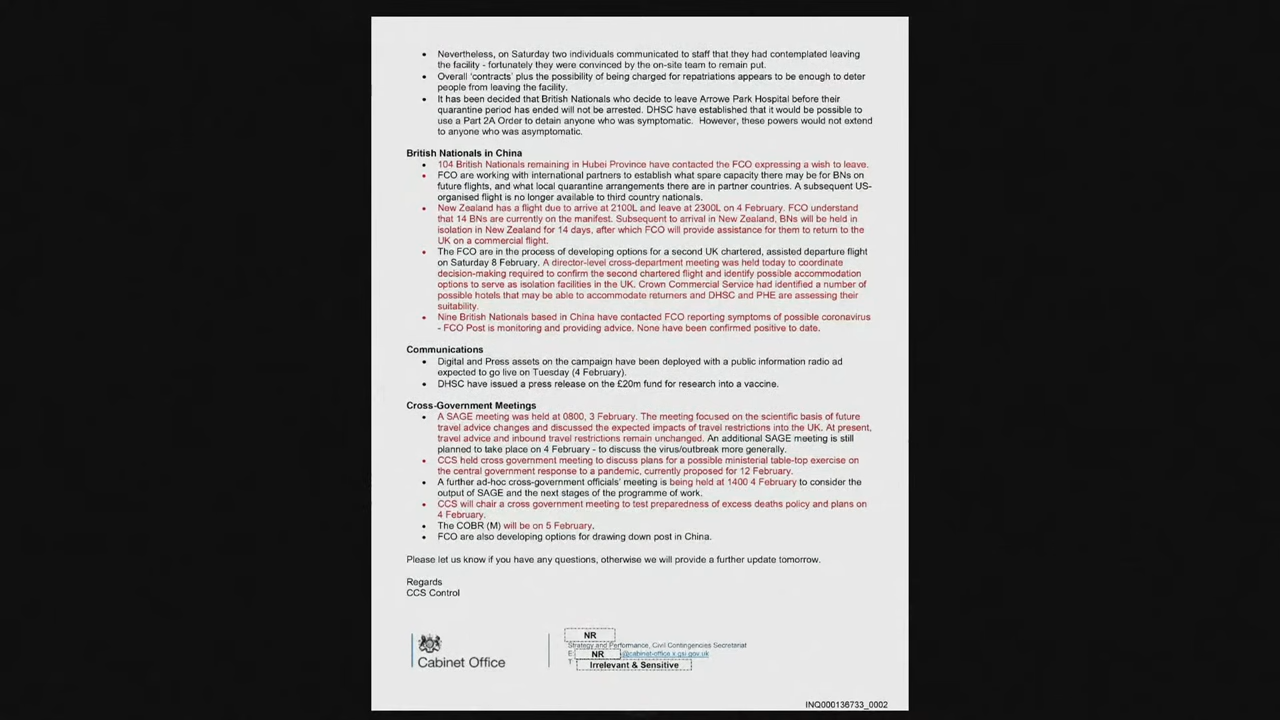 Nevertheless, on Saturday two individuals communicated to staff that they had contemplated leaving
the facility - fortunately they were convinced by the on-site team to remain put.
Overall 'contracts' plus the possibility of being charged for repatriations appears to be enough to deter
people from leaving the facility.
It has been decided that British Nationals who decide to leave Arrowe Park Hospital before their
quarantine period has ended will not be arrested. DHSC have established that it would be possible to
use a Part 2A Order to detain anyone who was symptomatic. However, these powers would not extend
to anyone who was asymptomatic.
British Nationals in China
104 British Nationals remaining in Hubei Province have contacted the FCO expressing a wish to leave.
FCO are working with international partners to establish what spare capacity there may be for BNs on
future flights, and what local quarantine arrangements there are in partner countries. A subsequent US-
organised flight is no longer available to third country nationals.
New Zealand has a flight due to arrive at 2100L and leave at 2300L on 4 February. FCO understand
that 14 BNs are currently on the manifest. Subsequent to arrival in New Zealand, BNs will be held in
isolation in New Zealand for 14 days, after which FCO will provide assistance for them to return to the
UK on a commercial flight.
The FCO are in the process of developing options for a second UK chartered, assisted departure flight
on Saturday 8 February. A director-level cross-department meeting was held today to coordinate
decision-making required to confirm the second chartered flight and identify possible accommodation
options to serve as isolation facilities in the UK. Crown Commercial Service had identified a number of
possible hotels that may be able to accommodate returners and DHSC and PHE are assessing their
suitability.
Nine British Nationals based in China have contacted FCO reporting symptoms of possible coronavirus
- FCO Post is monitoring and providing advice. None have been confirmed positive to date.
Communications
Digital and Press assets on the campaign have been deployed with a public information radio ad
expected to go live on Tuesday (4 February).
DHSC have issued a press release on the £20m fund for research into a vaccine.
Cross-Government Meetings
A SAGE meeting was held at 0800, 3 February. The meeting focused on the scientific basis of future
travel advice changes and discussed the expected impacts of travel restrictions into the UK. At present,
travel advice and inbound travel restrictions remain unchanged. An additional SAGE meeting is still
planned to take place on 4 February - to discuss the virus/outbreak more generally.
CCS held cross government meeting to discuss plans for a possible ministerial table-top exercise on
the central government response to a pandemic, currently proposed for 12 February.
A further ad-hoc cross-government officials' meeting is being held at 1400 4 February to consider the
output of SAGE and the next stages of the programme of work.
CCS will chair a cross government meeting to test preparedness of excess deaths policy and plans on
4 February.
The COBR (M) will be on 5 February.
FCO are also developing options for drawing down post in China.
Please let us know if you have any questions, otherwise we will provide a further update tomorrow.
Regards
CCS Control
Cabinet Office
NR
Strategy and Performance, Civil Contingencies Secretariat
E NR @cabinet-office.x.gsi.gov.uk
T Irrelevant & Sensitive
INQ000136733_0002